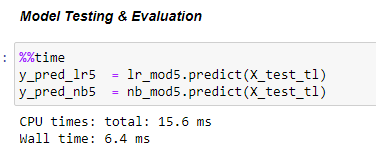 Model Testing & Evaluation
: %%time
y_pred_lr5  = lr_mod5.predict(X_test_tl)
y_pred_nb5  = nb_mod5.predict(X_test_tl)
CPU times: total: 15.6 ms
Wall time: 6.4 ms